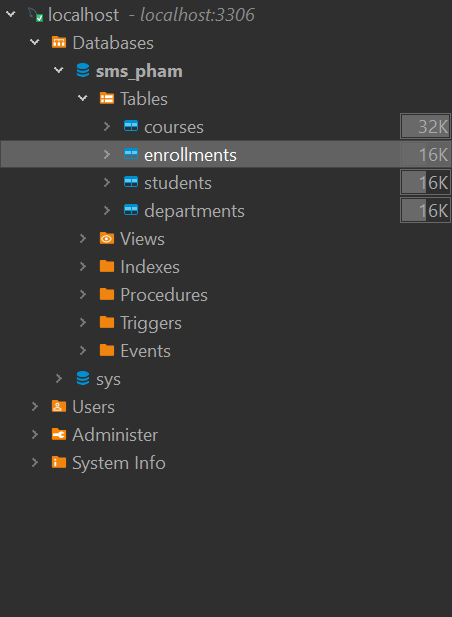 localhost - localhost:3306
Databases
sms_pham
Tables
courses 32K
enrollments 16K
students 16K
departments 16K
Views
Indexes
Procedures
Triggers
Events
sys
Users
Administer
System Info